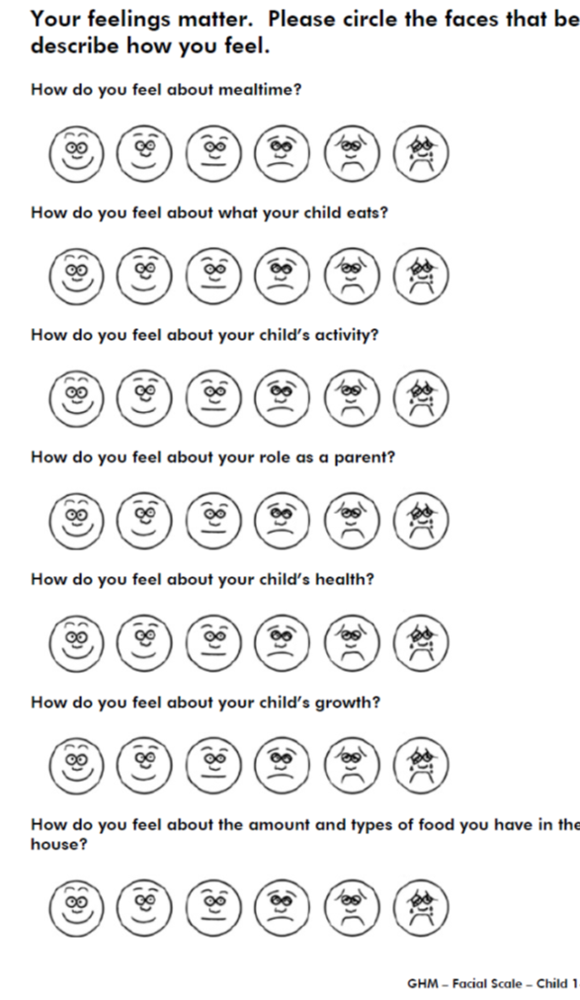 Your feelings matter. Please circle the faces that be
describe how you feel.
How do you feel about mealtime?
How do you feel about what your child eats?
How do you feel about your child's activity?
How do you feel about your role as a parent?
How do you feel about your child's health?
How do you feel about your child's growth?
How do you feel about the amount and types of food you have in the
house?
GHM – Facial Scale – Child 1